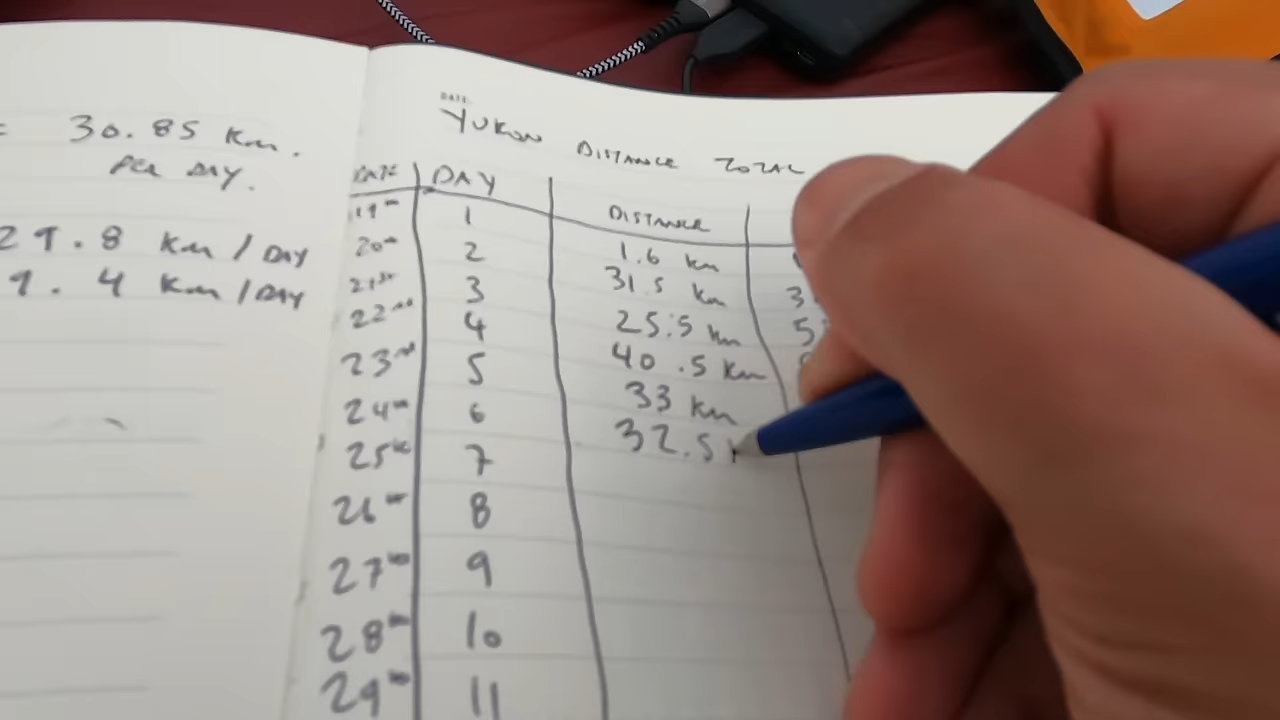 = 30.85 Km.
PER DAY.
29.8 Km / DAY
9.4 Km / DAY
DATE
YUKON DISTANCE TOTAL
DATE DAY DISTANCE
19th 1 1.6 km
20th 2 31.5 km
21st 3 25.5 km
22nd 4 40.5 km
23rd 5 33 km
24th 6 32.5
25th 7
26th 8
27th 9
28th 10
29th 11